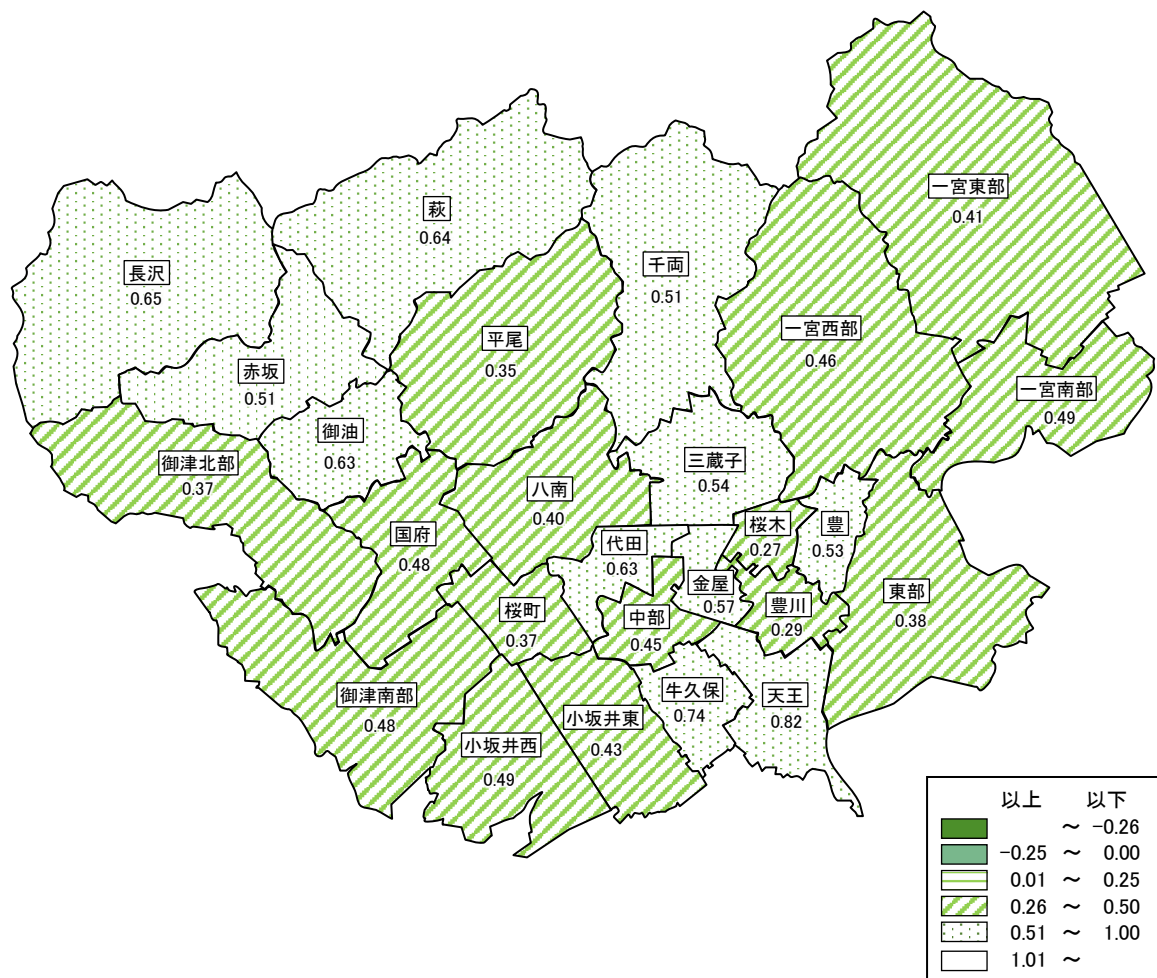 一宮東部
0.41
萩
0.64
千両
0.51
長沢
0.65
一宮西部
0.46
平尾
0.35
赤坂
0.51
一宮南部
0.49
御油
0.63
御津北部
0.37
三蔵子
0.54
八南
0.40
国府
0.48
桜木
0.27
豊
0.53
代田
0.63
金屋
0.57
東部
0.38
桜町
0.37
中部
0.45
豊川
0.29
御津南部
0.48
牛久保
0.74
天王
0.82
小坂井東
0.43
小坂井西
0.49
以上 以下
～ -0.26
-0.25 ～ 0.00
0.01 ～ 0.25
0.26 ～ 0.50
0.51 ～ 1.00
1.01 ～